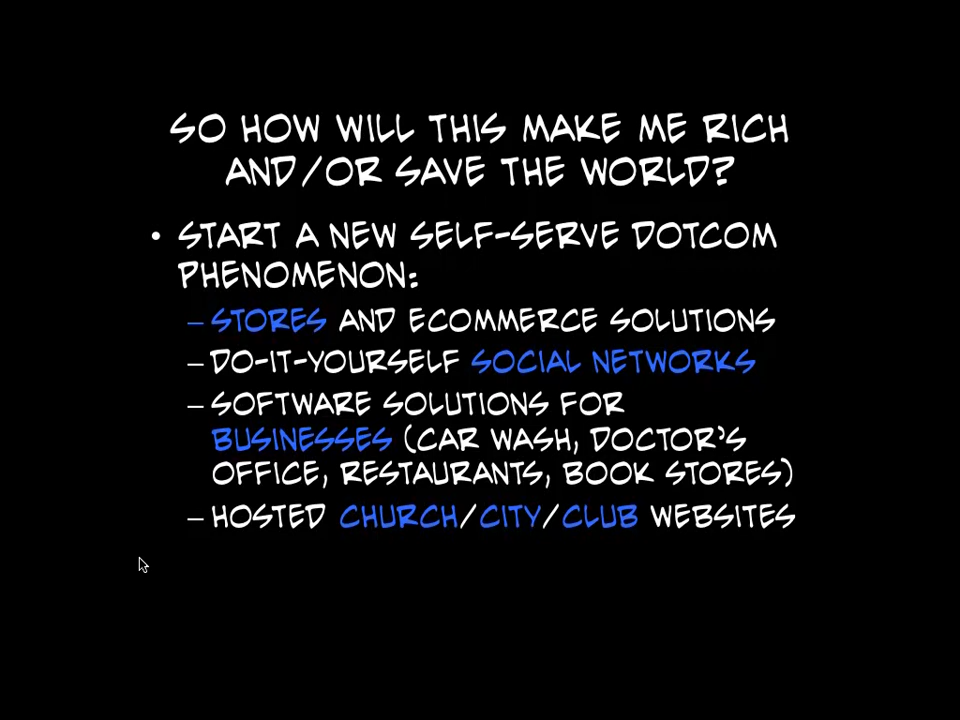 SO HOW WILL THIS MAKE ME RICH
AND/OR SAVE THE WORLD?
• START A NEW SELF-SERVE DOTCOM
PHENOMENON:
– STORES AND ECOMMERCE SOLUTIONS
– DO-IT-YOURSELF SOCIAL NETWORKS
– SOFTWARE SOLUTIONS FOR
BUSINESSES (CAR WASH, DOCTOR'S
OFFICE, RESTAURANTS, BOOK STORES)
– HOSTED CHURCH/CITY/CLUB WEBSITES